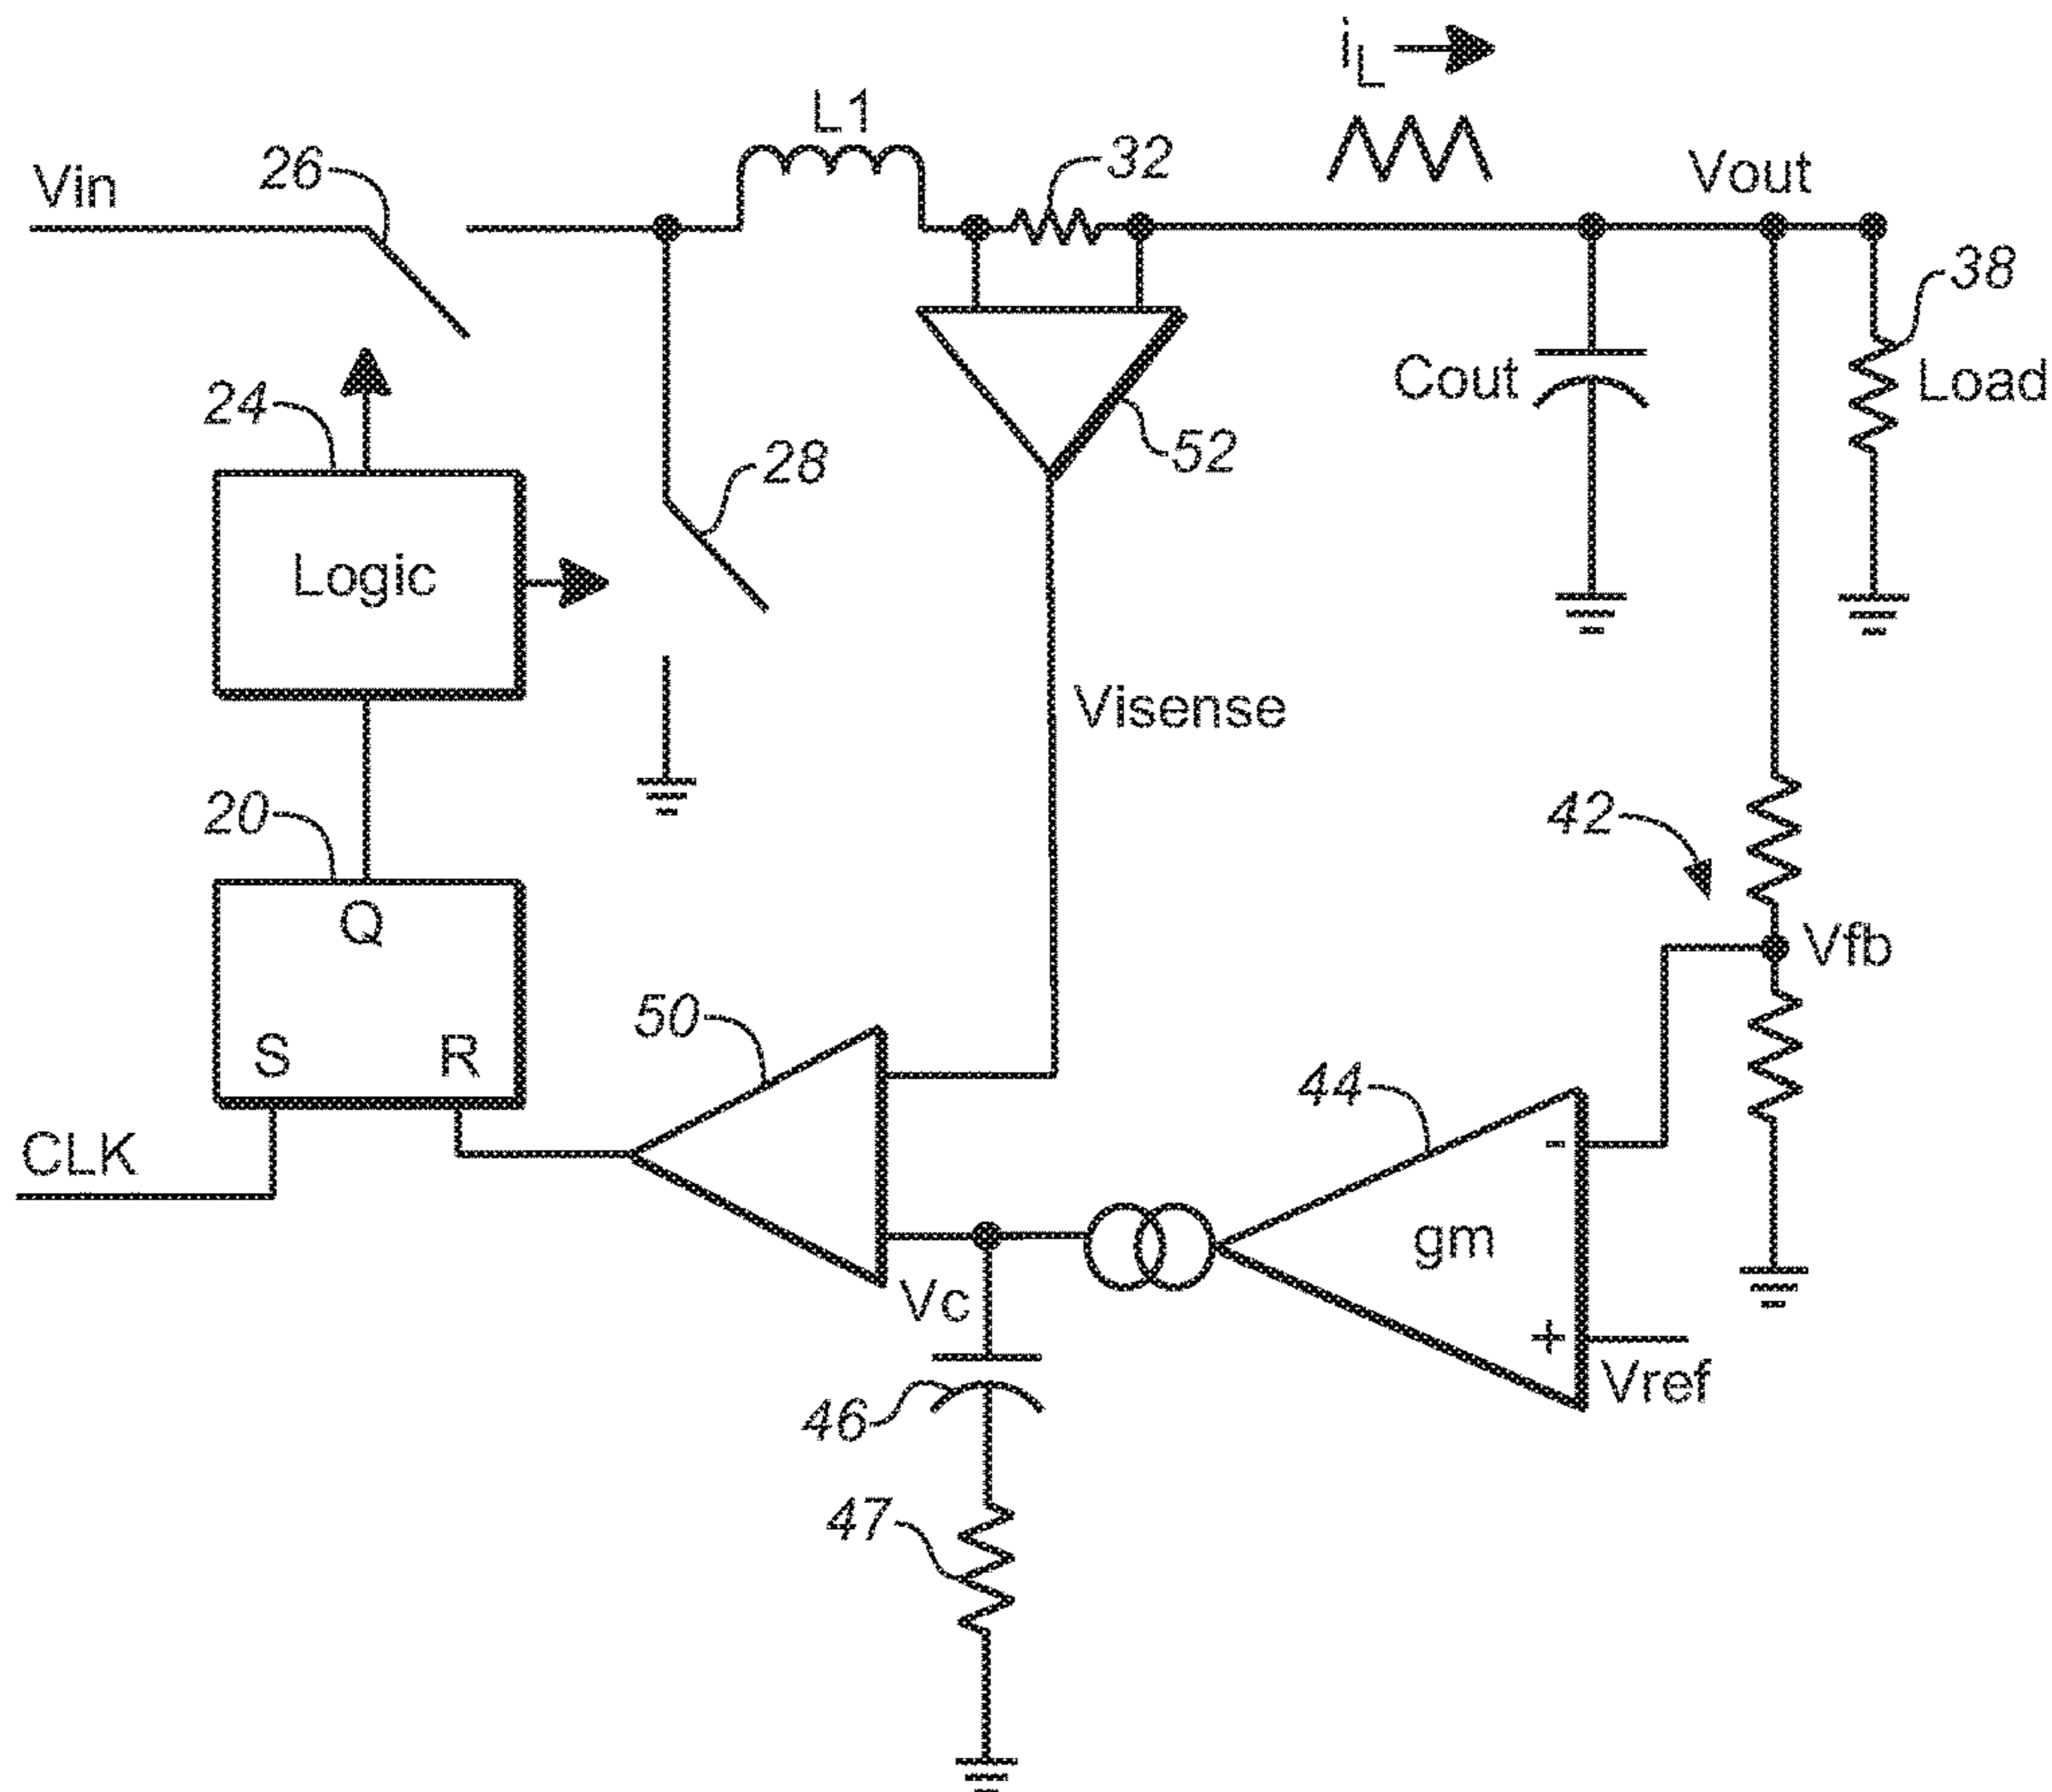 iL
L1
32
Vin
26
Vout
38
24
Cout
Load
52
28
Logic
Visense
20
42
Q
Vfb
50
S
R
44
CLK
-
gm
Vc
+
Vref
46
47